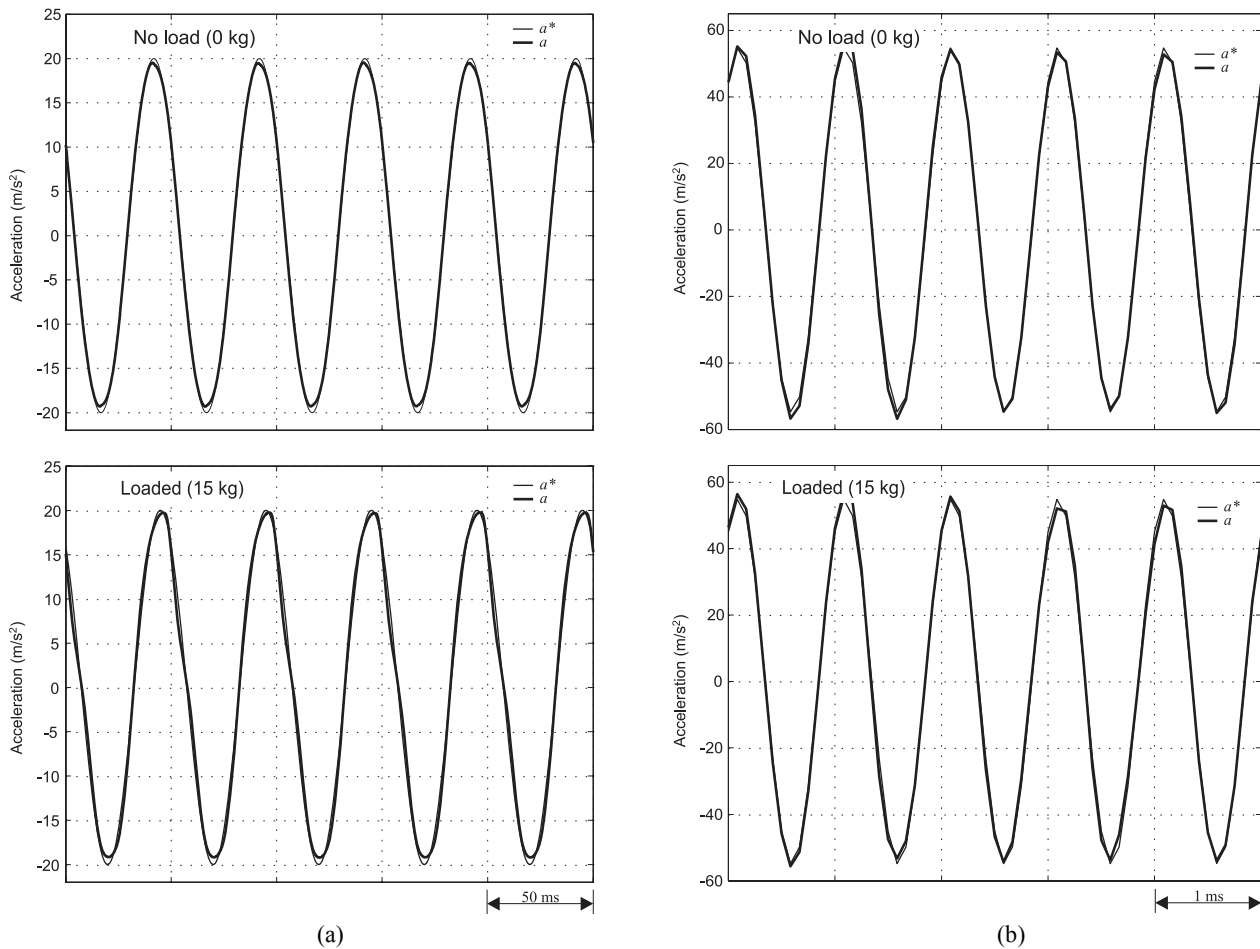 25
20
15
10
5
0
-5
-10
-15
-20
Acceleration (m/s²)
No load (0 kg)
a*
a
60
40
20
0
-20
-40
-60
Acceleration (m/s²)
No load (0 kg)
a*
a
25
20
15
10
5
0
-5
-10
-15
-20
Acceleration (m/s²)
Loaded (15 kg)
a*
a
50 ms
(a)
60
40
20
0
-20
-40
-60
Acceleration (m/s²)
Loaded (15 kg)
a*
a
1 ms
(b)